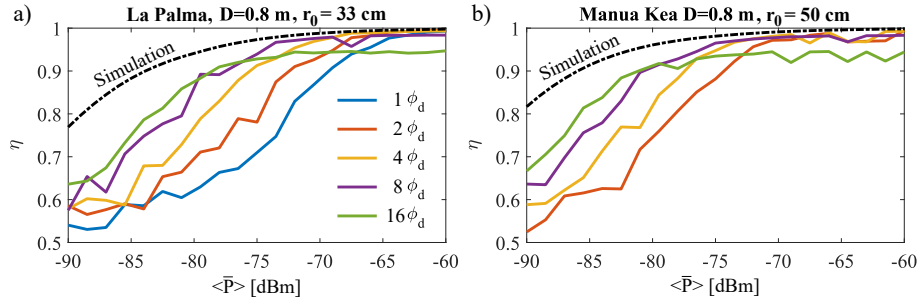 a) La Palma, D=0.8 m, r₀ = 33 cm
1
0.9
0.8
0.7
0.6
0.5
η
Simulation
1 ϕd
2 ϕd
4 ϕd
8 ϕd
16 ϕd
-90 -85 -80 -75 -70 -65 -60
<P̅> [dBm]
b) Manua Kea D=0.8 m, r₀ = 50 cm
1
0.9
0.8
0.7
0.6
0.5
η
Simulation
-90 -85 -80 -75 -70 -65 -60
<P̅> [dBm]